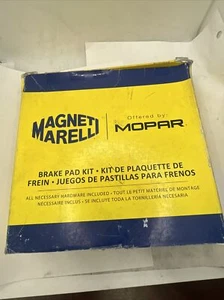 MAGNETI
MARELLI
Offered by
MOPAR
BRAKE PAD KIT • KIT DE PLAQUETTE DE
FREIN • JUEGOS DE PASTILLAS PARA FRENOS
ALL NECESSARY HARDWARE INCLUDED • TOUT LE PETIT MATÉRIEL DE MONTAGE
NÉCESSAIRE INCLUS • SE INCLUYE TODA LA TORNILLERÍA NECESARIA